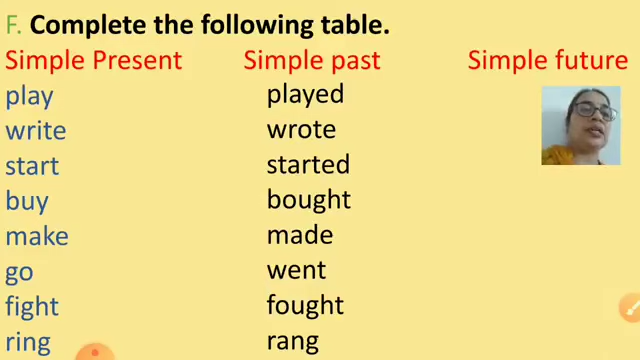 F. Complete the following table.
Simple Present Simple past Simple future
play played
write wrote
start started
buy bought
make made
go went
fight fought
ring rang